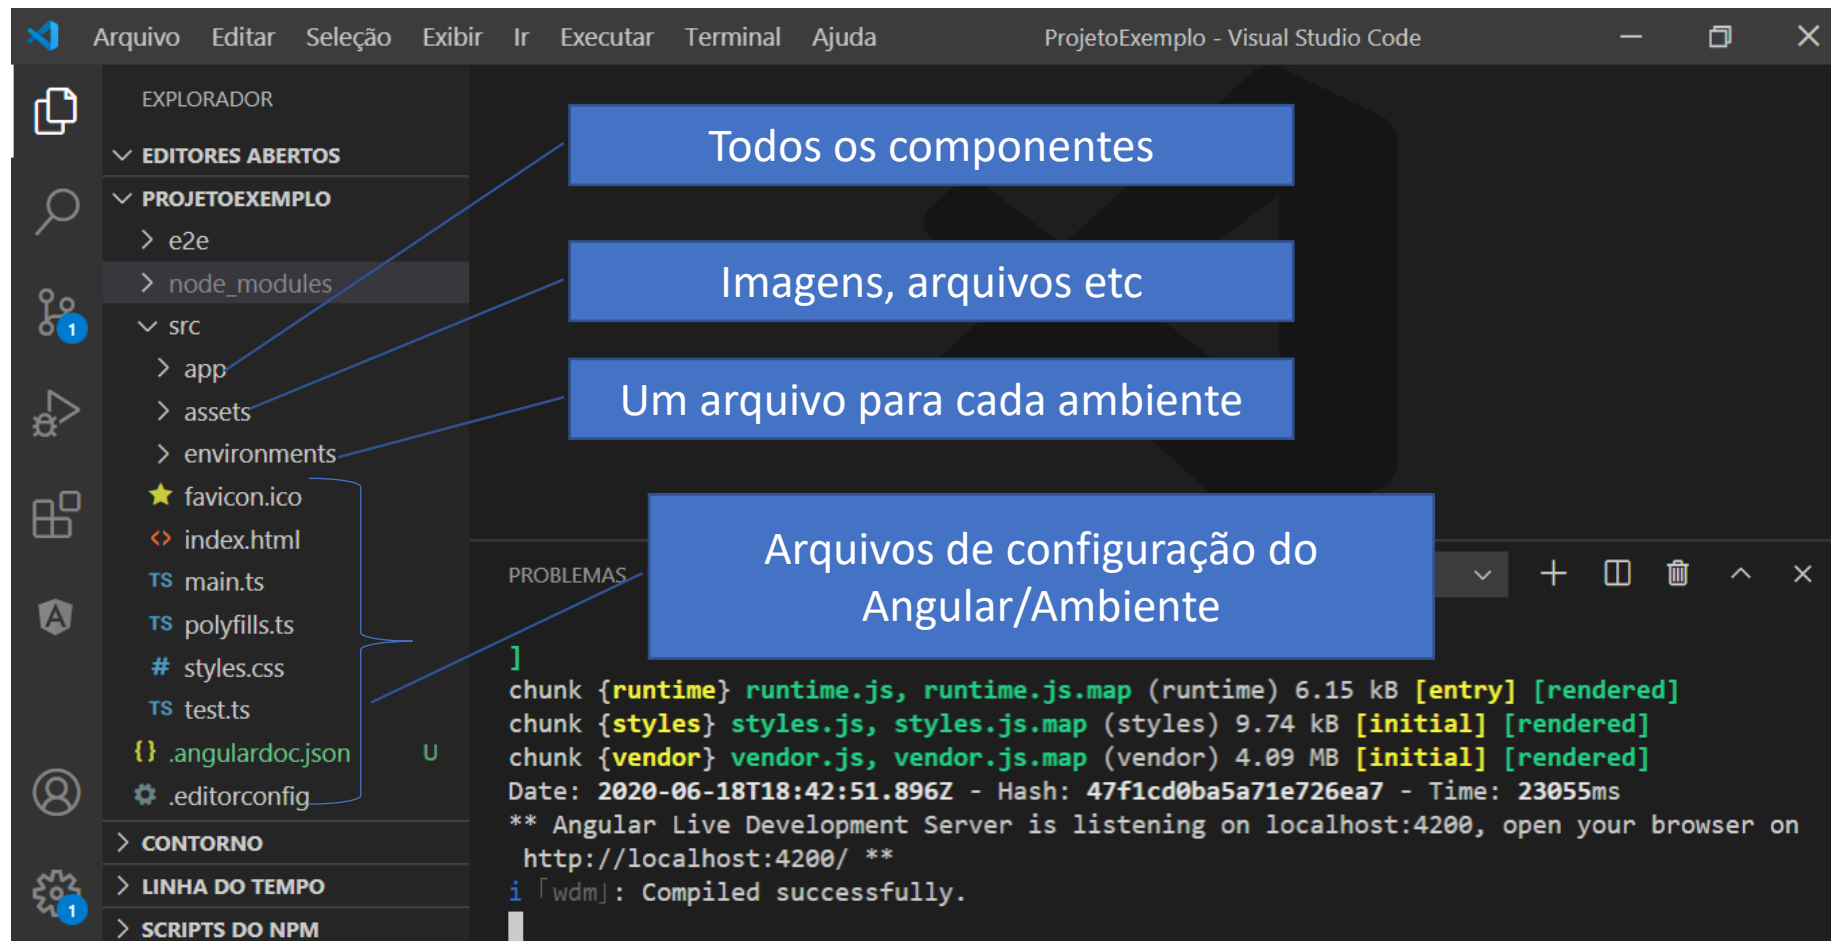 Arquivo Editar Seleção Exibir Ir Executar Terminal Ajuda ProjetoExemplo - Visual Studio Code
EXPLORADOR
EDITORES ABERTOS
PROJETOEXEMPLO
e2e
node_modules
src
app
assets
environments
favicon.ico
index.html
TS main.ts
TS polyfills.ts
# styles.css
TS test.ts
{} .angulardoc.json U
.editorconfig
CONTORNO
LINHA DO TEMPO
SCRIPTS DO NPM
1
1
Todos os componentes
Imagens, arquivos etc
Um arquivo para cada ambiente
Arquivos de configuração do
Angular/Ambiente
PROBLEMAS
]
chunk {runtime} runtime.js, runtime.js.map (runtime) 6.15 kB [entry] [rendered]
chunk {styles} styles.js, styles.js.map (styles) 9.74 kB [initial] [rendered]
chunk {vendor} vendor.js, vendor.js.map (vendor) 4.09 MB [initial] [rendered]
Date: 2020-06-18T18:42:51.896Z - Hash: 47f1cd0ba5a71e726ea7 - Time: 23055ms
** Angular Live Development Server is listening on localhost:4200, open your browser on
http://localhost:4200/ **
i ｢wdm｣: Compiled successfully.